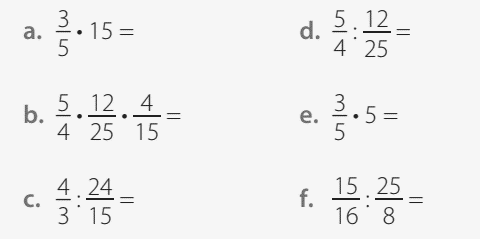 a. 3/5 • 15 =
b. 5/4 • 12/25 • 4/15 =
c. 4/3 : 24/15 =
d. 5/4 : 12/25 =
e. 3/5 • 5 =
f. 15/16 : 25/8 =